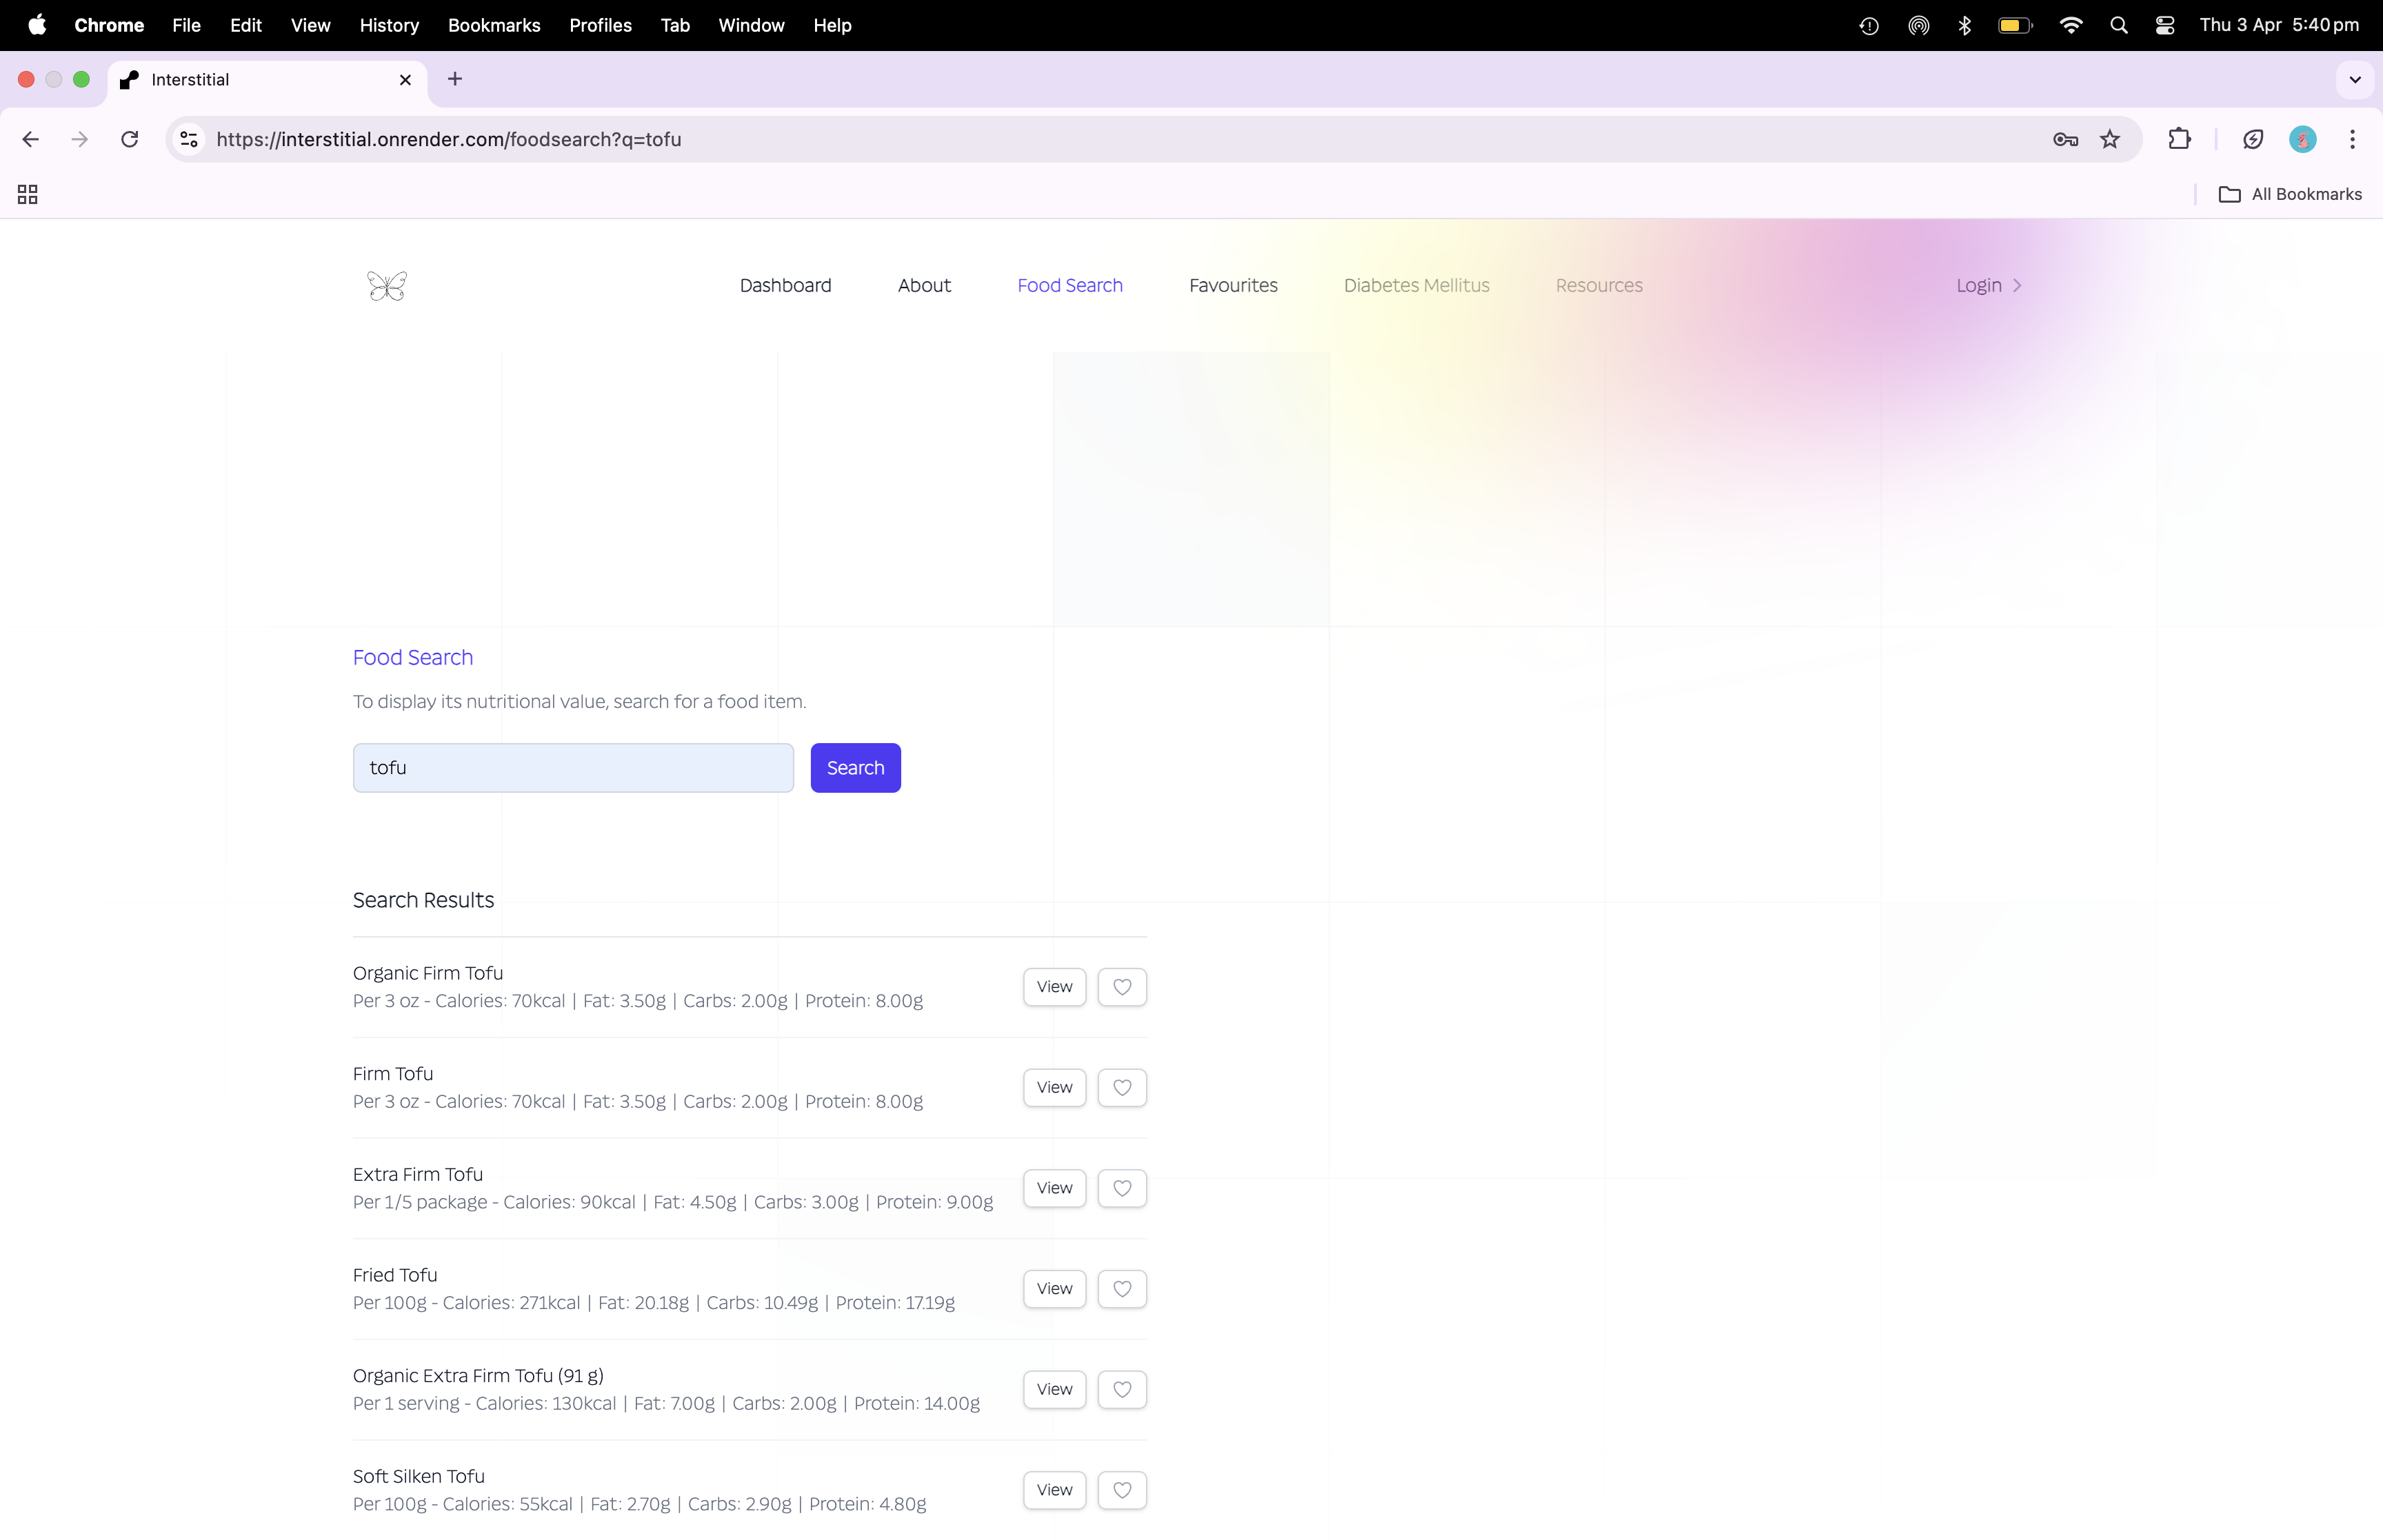 Chrome File Edit View History Bookmarks Profiles Tab Window Help Thu 3 Apr 5:40 pm
Interstitial
https://interstitial.onrender.com/foodsearch?q=tofu
All Bookmarks
Dashboard About Food Search Favourites Diabetes Mellitus Resources Login
Food Search
To display its nutritional value, search for a food item.
tofu Search
Search Results
Organic Firm Tofu
Per 3 oz - Calories: 70kcal | Fat: 3.50g | Carbs: 2.00g | Protein: 8.00g
View
Firm Tofu
Per 3 oz - Calories: 70kcal | Fat: 3.50g | Carbs: 2.00g | Protein: 8.00g
View
Extra Firm Tofu
Per 1/5 package - Calories: 90kcal | Fat: 4.50g | Carbs: 3.00g | Protein: 9.00g
View
Fried Tofu
Per 100g - Calories: 271kcal | Fat: 20.18g | Carbs: 10.49g | Protein: 17.19g
View
Organic Extra Firm Tofu (91 g)
Per 1 serving - Calories: 130kcal | Fat: 7.00g | Carbs: 2.00g | Protein: 14.00g
View
Soft Silken Tofu
Per 100g - Calories: 55kcal | Fat: 2.70g | Carbs: 2.90g | Protein: 4.80g
View